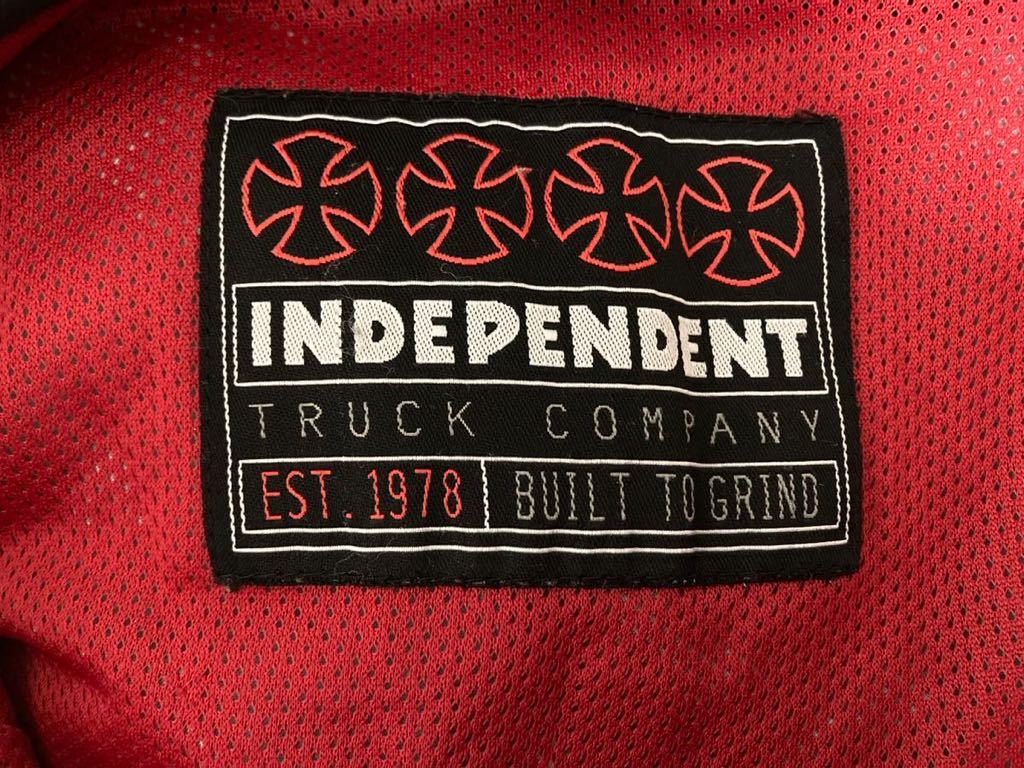 INDEPENDENT
TRUCK COMPANY
EST. 1978 BUILT TO GRIND